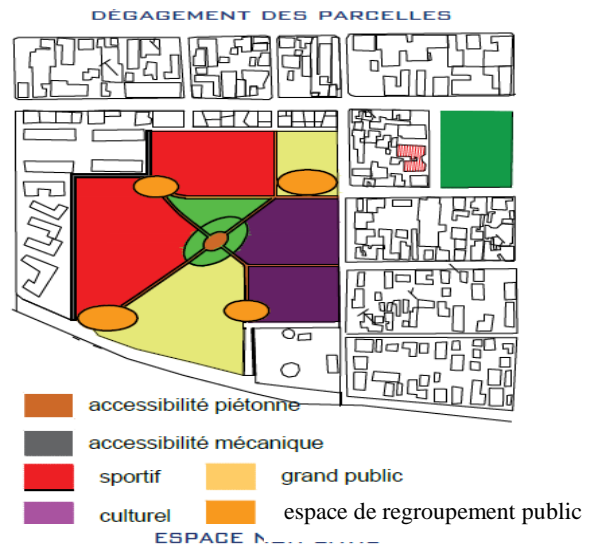 DÉGAGEMENT DES PARCELLES
accessibilité piétonne
accessibilité mécanique
sportif grand public
culturel espace de regroupement public
ESPACE